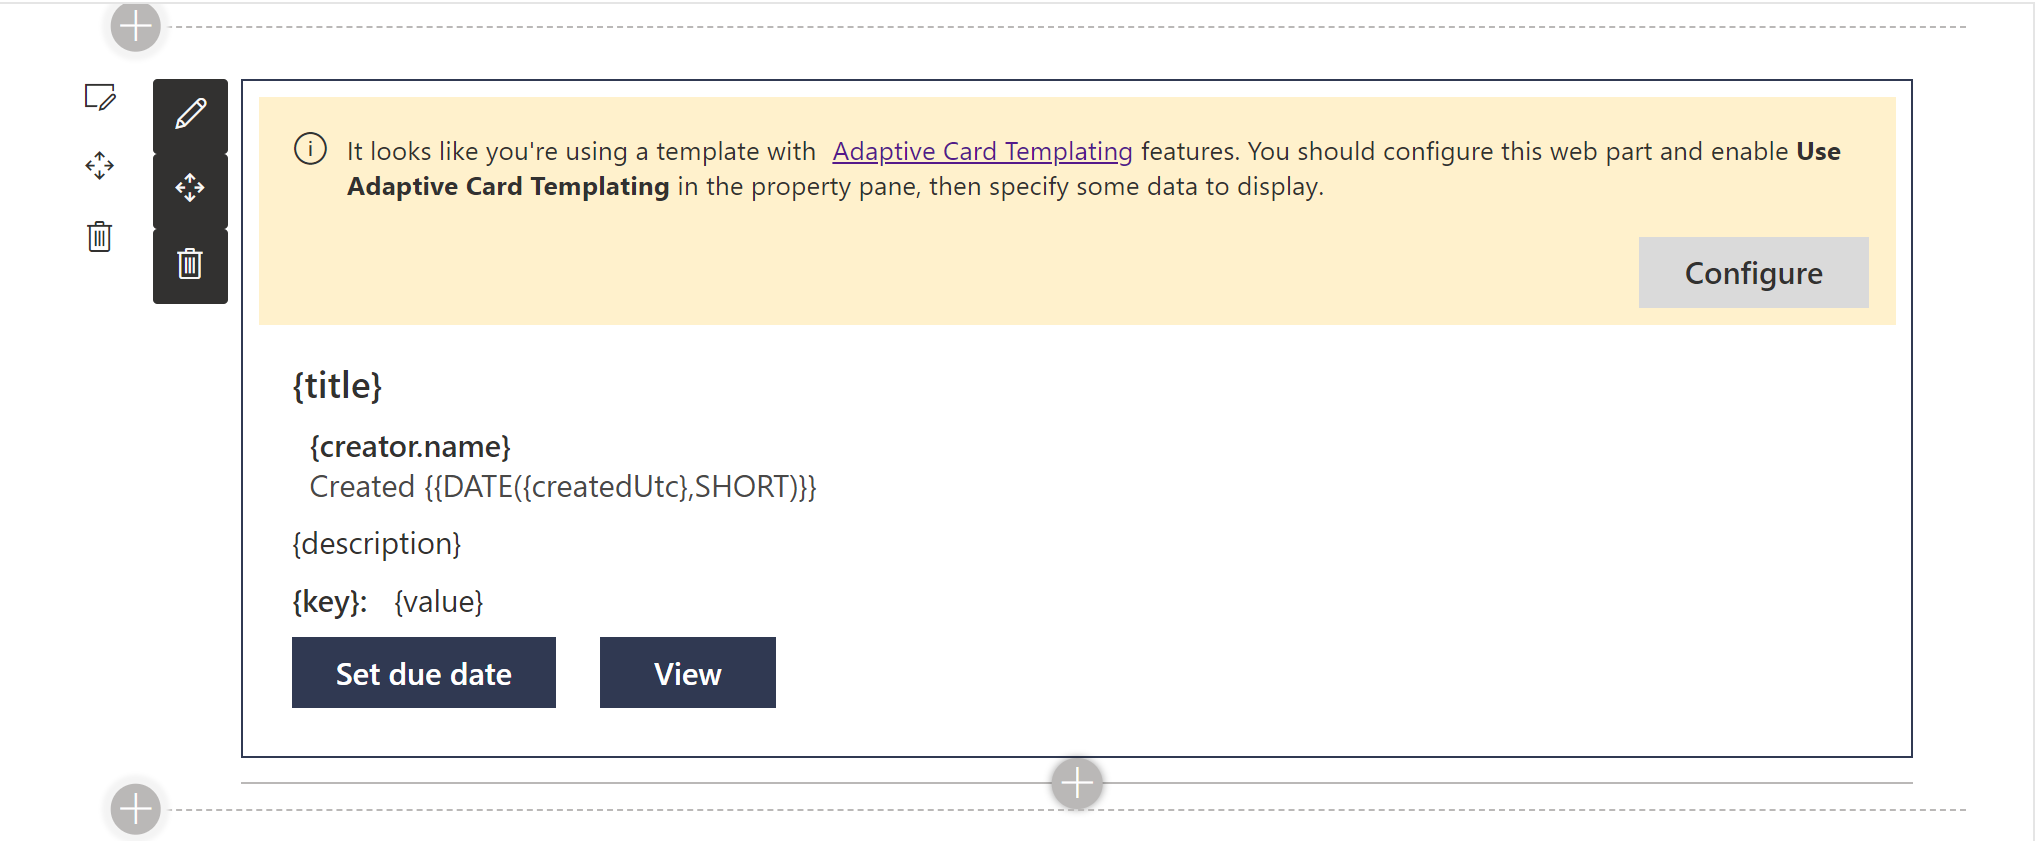 It looks like you're using a template with Adaptive Card Templating features. You should configure this web part and enable Use
Adaptive Card Templating in the property pane, then specify some data to display.
Configure
{title}
{creator.name}
Created {{DATE({createdUtc},SHORT)}}
{description}
{key}: {value}
Set due date View